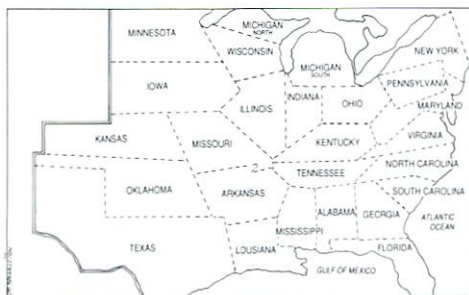 MINNESOTA
MICHIGAN
NORTH
WISCONSIN
MICHIGAN
SOUTH
NEW YORK
IOWA
PENNSYLVANIA
ILLINOIS
INDIANA
OHIO
MARYLAND
KANSAS
MISSOURI
KENTUCKY
VIRGINIA
TENNESSEE
NORTH CAROLINA
OKLAHOMA
ARKANSAS
SOUTH CAROLINA
MISSISSIPPI
ALABAMA
GEORGIA
ATLANTIC
OCEAN
TEXAS
LOUSIANA
FLORIDA
GULF OF MEXICO